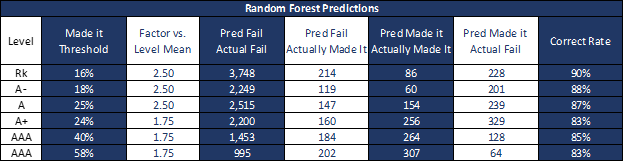 Random Forest Predictions
Level Made it Threshold Factor vs. Level Mean Pred Fail Actual Fail Pred Fail Actually Made It Pred Made it Actually Made It Pred Made it Actual Fail Correct Rate
Rk 16% 2.50 3,748 214 86 228 90%
A- 18% 2.50 2,249 119 60 201 88%
A 25% 2.50 2,515 147 154 239 87%
A+ 24% 1.75 2,200 160 256 329 83%
AAA 40% 1.75 1,453 184 264 128 85%
AAA 58% 1.75 995 202 307 64 83%